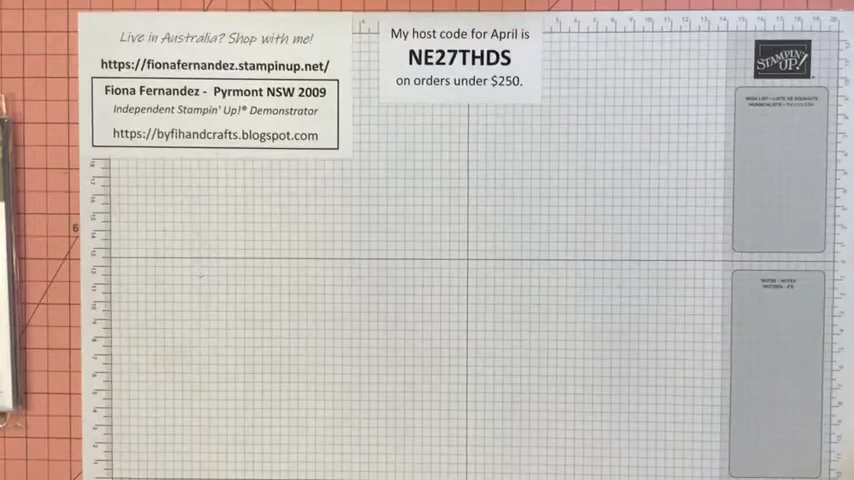 Live in Australia? Shop with me!
https://fionafernandez.stampinup.net/
Fiona Fernandez - Pyrmont NSW 2009
Independent Stampin' Up!® Demonstrator
https://byfihandcrafts.blogspot.com
My host code for April is
NE27THDS
on orders under $250.
STAMPIN' UP!